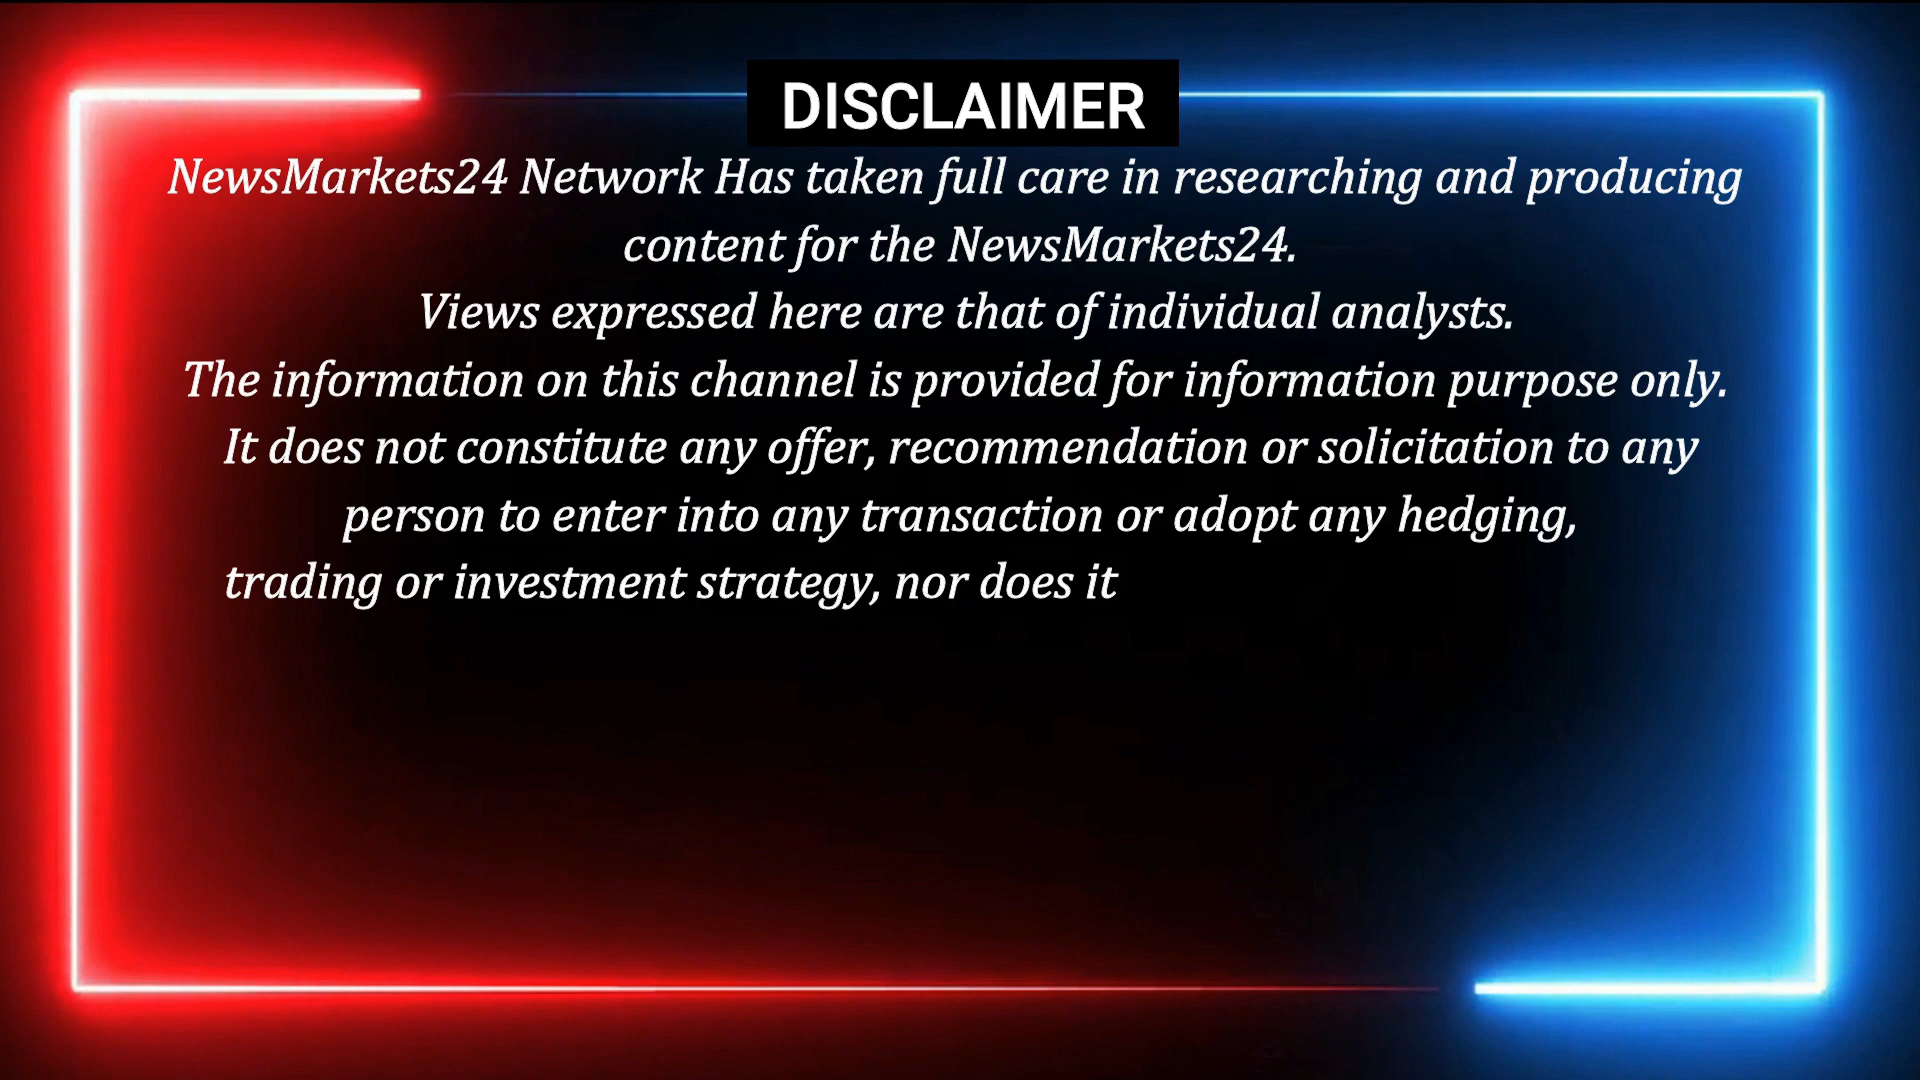 DISCLAIMER
NewsMarkets24 Network Has taken full care in researching and producing
content for the NewsMarkets24.
Views expressed here are that of individual analysts.
The information on this channel is provided for information purpose only.
It does not constitute any offer, recommendation or solicitation to any
person to enter into any transaction or adopt any hedging,
trading or investment strategy, nor does it